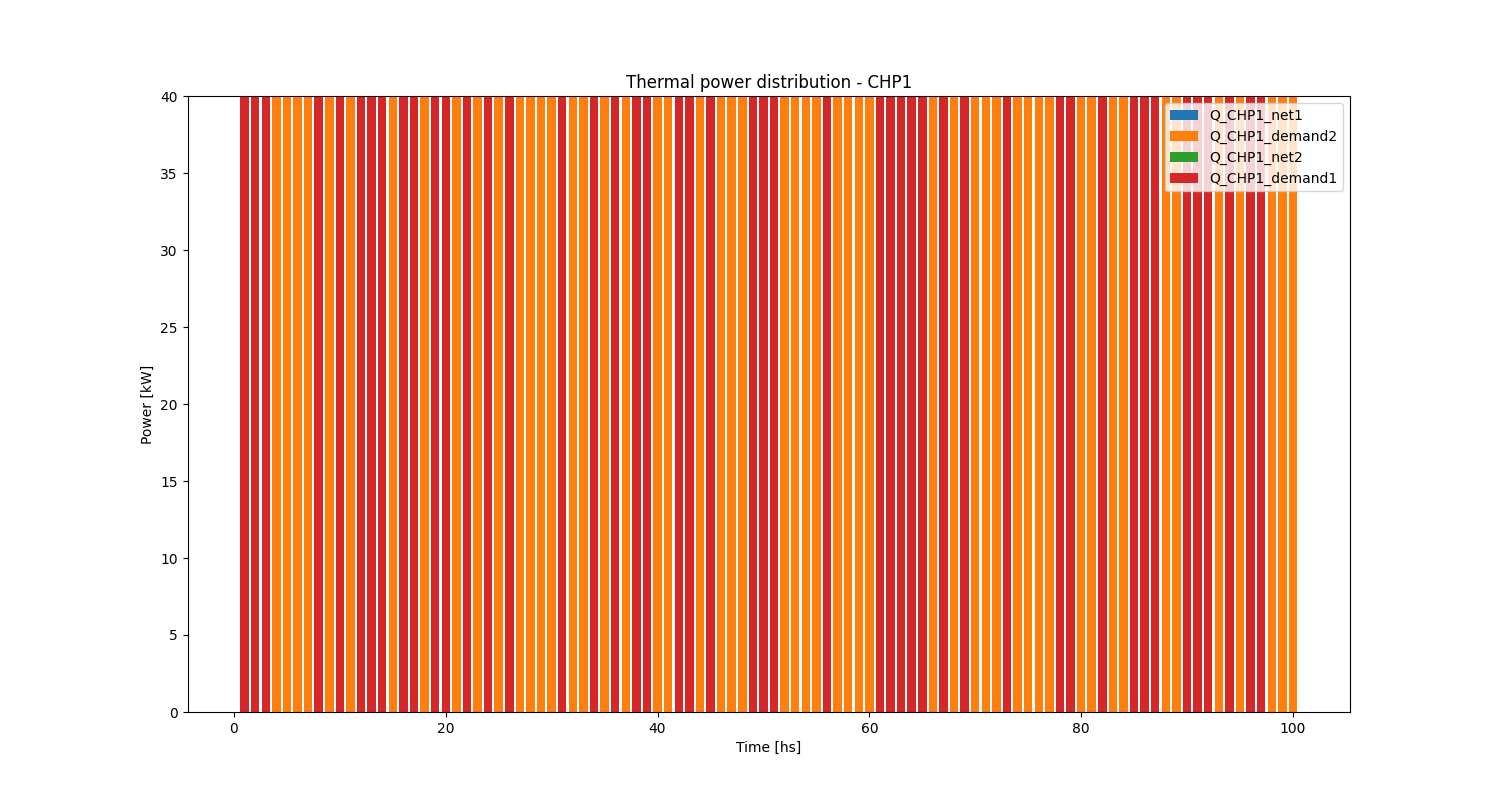 Thermal power distribution - CHP1
40
35
30
25
20
15
10
5
0
Power [kW]
Q_CHP1_net1
Q_CHP1_demand2
Q_CHP1_net2
Q_CHP1_demand1
0 20 40 60 80 100
Time [hs]